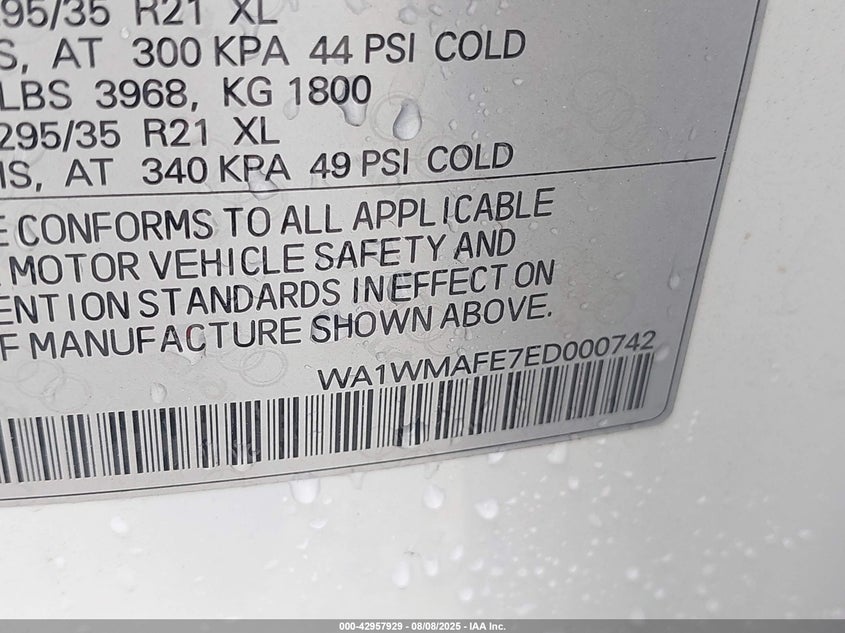 295/35 R21 XL
S, AT 300 KPA 44 PSI COLD
LBS 3968, KG 1800
295/35 R21 XL
MS, AT 340 KPA 49 PSI COLD
E CONFORMS TO ALL APPLICABLE
MOTOR VEHICLE SAFETY AND
ENTION STANDARDS IN EFFECT ON
F MANUFACTURE SHOWN ABOVE.
WA1WMAFE7ED000742
000-42957929 - 08/08/2025 - IAA Inc.